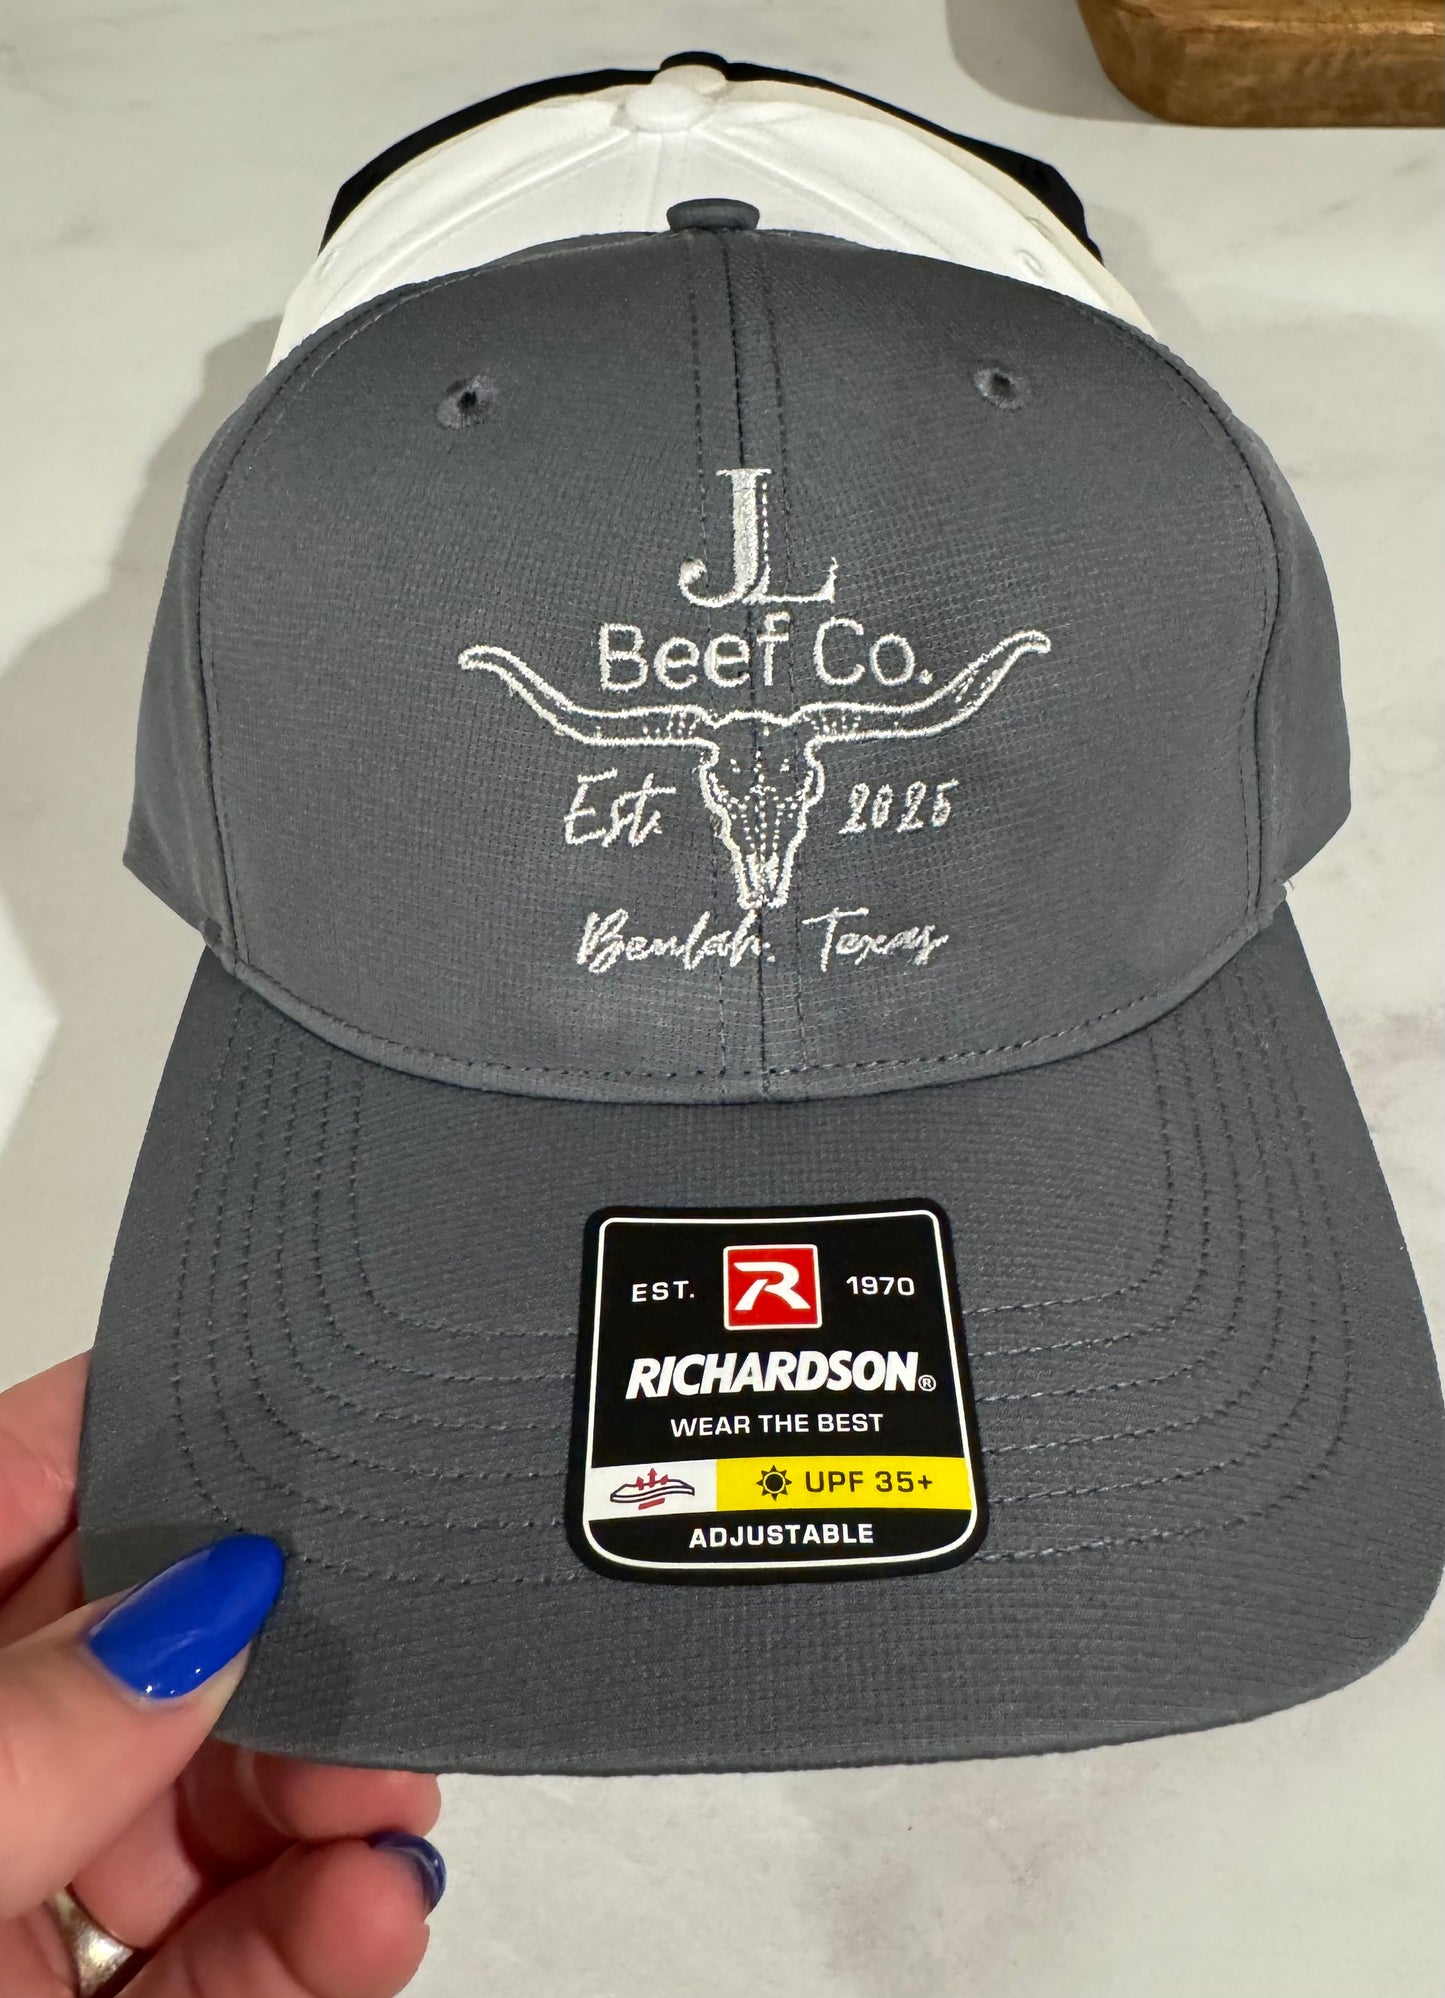 JL
Beef Co.
Est. 2025
Beulah, Texas
EST. R 1970
RICHARDSON®
WEAR THE BEST
UPF 35+
ADJUSTABLE